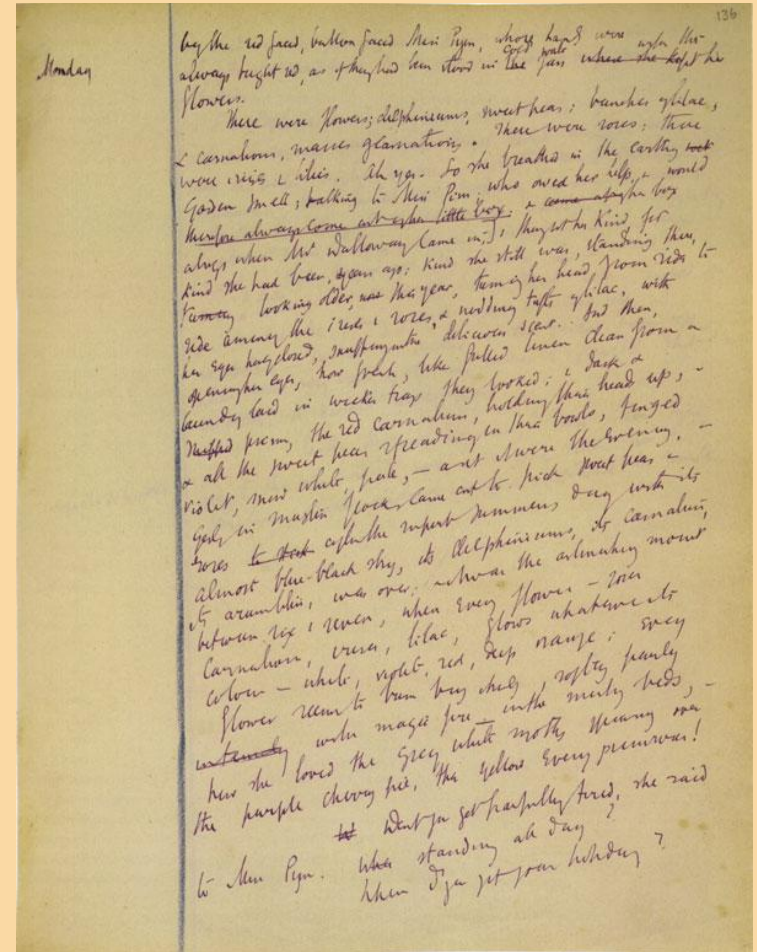 136
Monday
by the red faced, button faced Miss Pym, whose hands were
always bright red, as if they had been stood in cold water with the
flowers.
There were flowers; delphiniums, sweet peas; bunches of lilac,
& carnations, masses of carnations. There were roses; there
were irises & lilies. Ah yes. So she breathed in the earthy
garden smell; talking to Miss Pym, who owed her help, & would
therefore always come out of her little box
always when Mrs Dalloway came in; thought her kind for
kind she had been, years ago; kind she still was, standing there,
looking older, this year, turning her head from side to
side among the irises & roses, & nodding tufts of lilac, with
her eyes half closed, snuffing in the delicious scent. And then,
opening her eyes, how fresh, like frilled linen clean from a
laundry laid in wicker trays they looked; & dark &
prim, the red carnations, holding their heads up, -
& all the sweet peas spreading in their bowls, tinged
violet, snow white, pale, — as if it were the evening, -
girls in muslin frocks came out to pick sweet peas &
roses after the superb summers day with its
almost blue-black sky, its delphiniums, its carnations,
its arum lilies, was over; it was the moment
between six & seven, when every flower - roses
carnations, irises, lilac, glows whatever its
colour — white, violet, red, deep orange; every
flower seems to burn by itself, softly purely
in the misty beds, -
how she loved the grey white moths spinning over
the purple cherry pie, the yellow evening primroses!
Don't you get frightfully tired, she said
to Miss Pym. standing all day?
When d'you get your holiday?